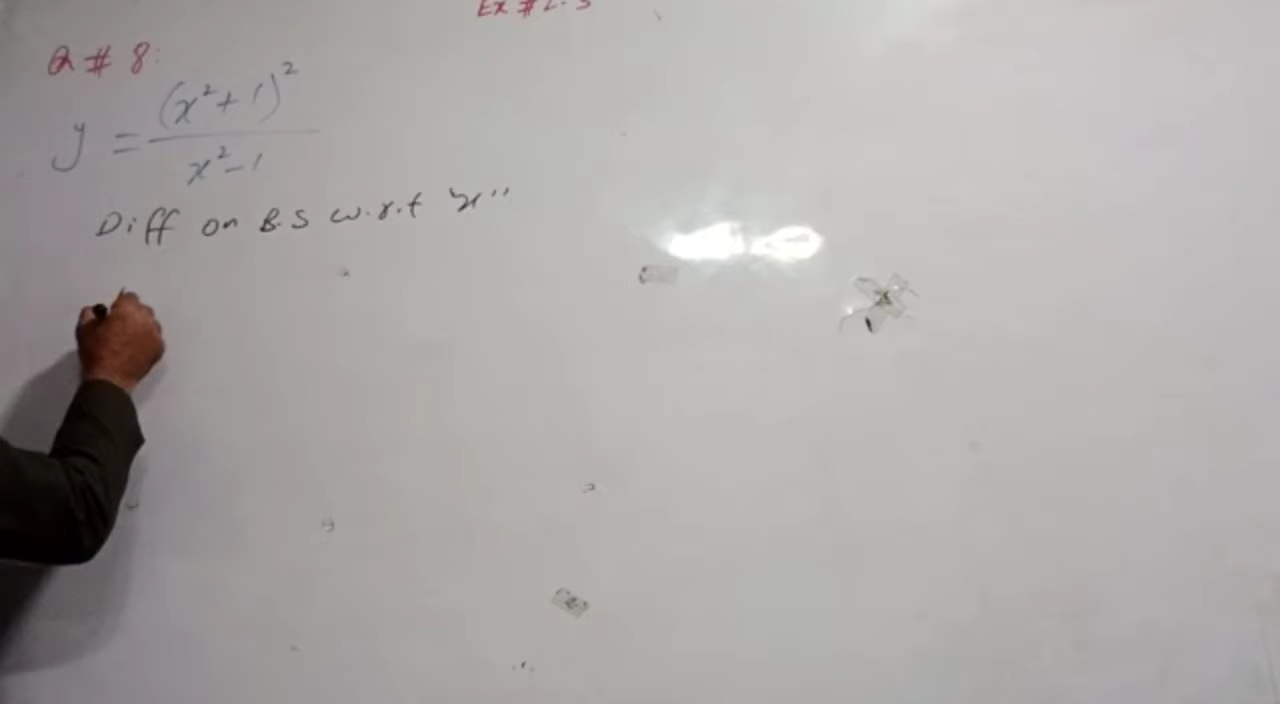 Ex # 2.3
Q # 8:
y = (x²+1)² / x²-1
Diff on B.S w.r.t "x"